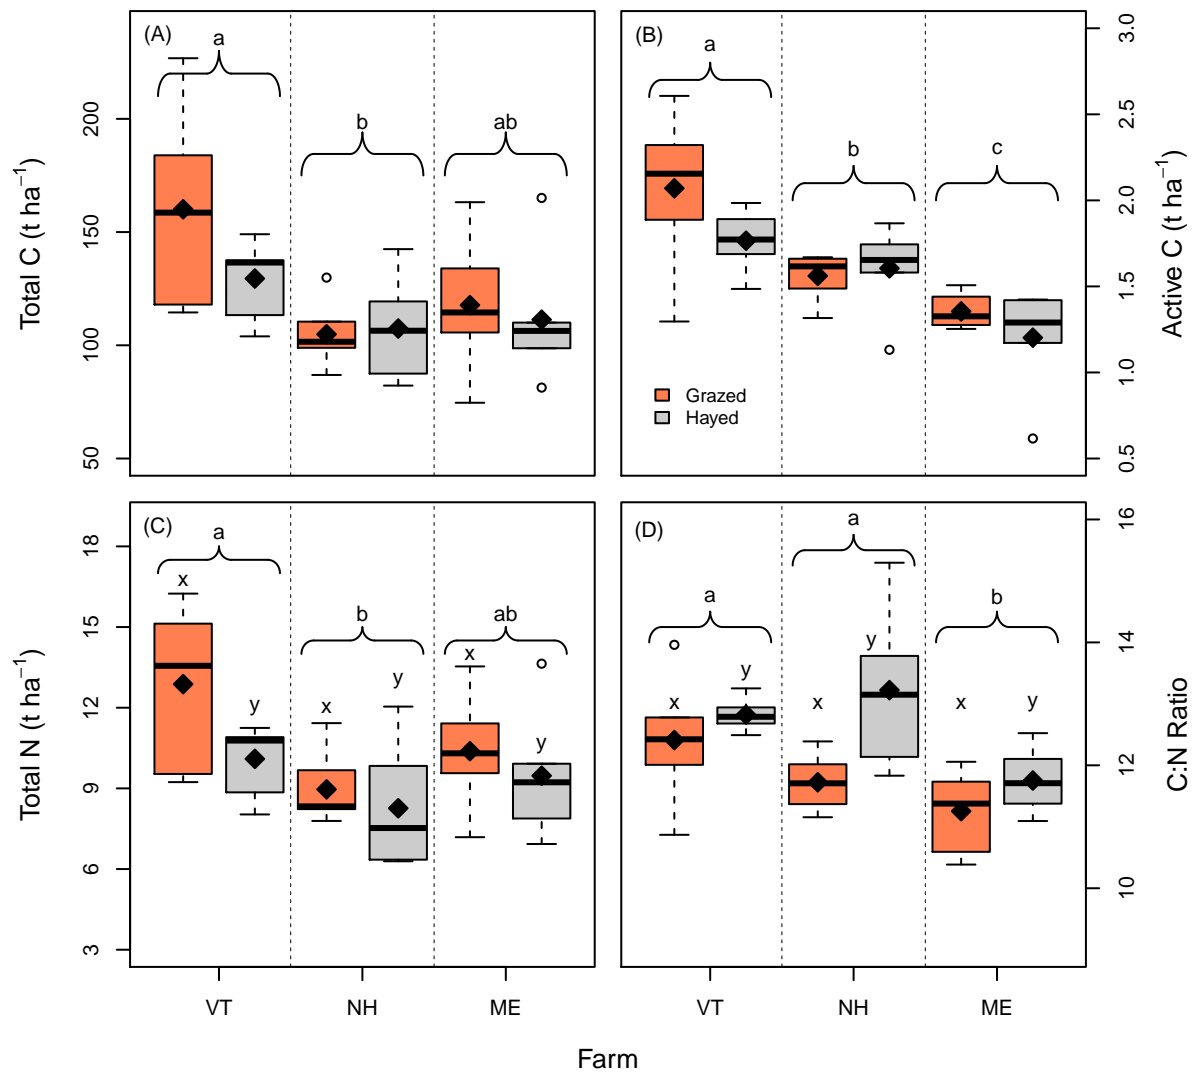 (A)
a
b
ab
50
100
150
200
Total C (t ha⁻¹)
(B)
a
b
c
Grazed
Hayed
0.5
1.0
1.5
2.0
2.5
3.0
Active C (t ha⁻¹)
(C)
a
b
ab
x
y
x
y
x
y
3
6
9
12
15
18
Total N (t ha⁻¹)
VT
NH
ME
(D)
a
a
b
x
y
x
y
x
y
10
12
14
16
C:N Ratio
VT
NH
ME
Farm